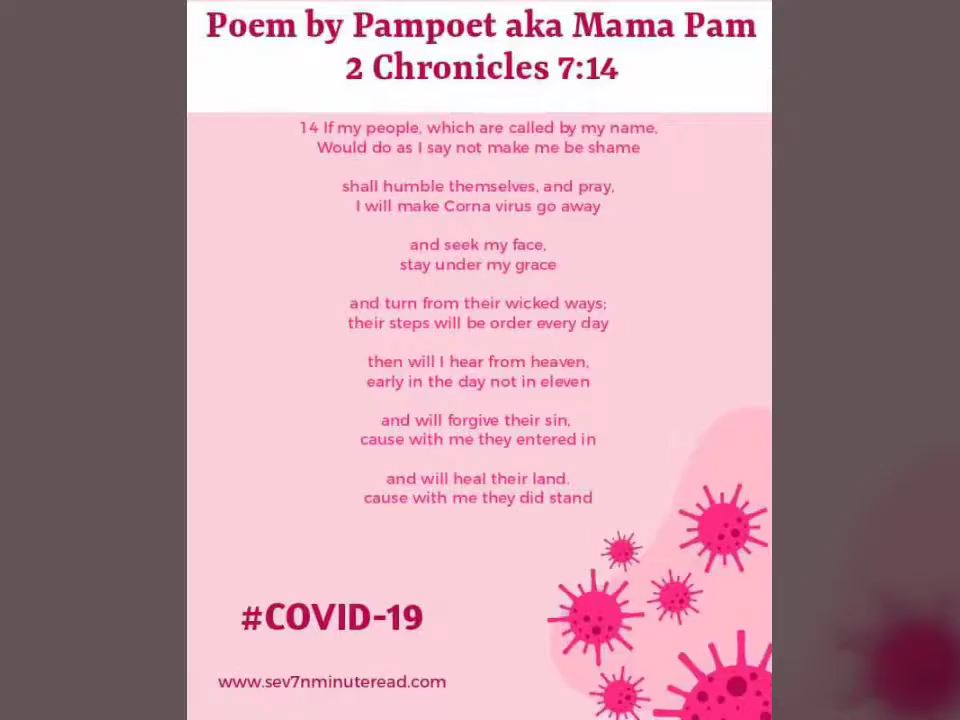 Poem by Pampoet aka Mama Pam
2 Chronicles 7:14
14 If my people, which are called by my name,
Would do as I say not make me be shame
shall humble themselves, and pray,
I will make Corna virus go away
and seek my face,
stay under my grace
and turn from their wicked ways;
their steps will be order every day
then will I hear from heaven,
early in the day not in eleven
and will forgive their sin,
cause with me they entered in
and will heal their land.
cause with me they did stand
#COVID-19
www.sev7nminuteread.com